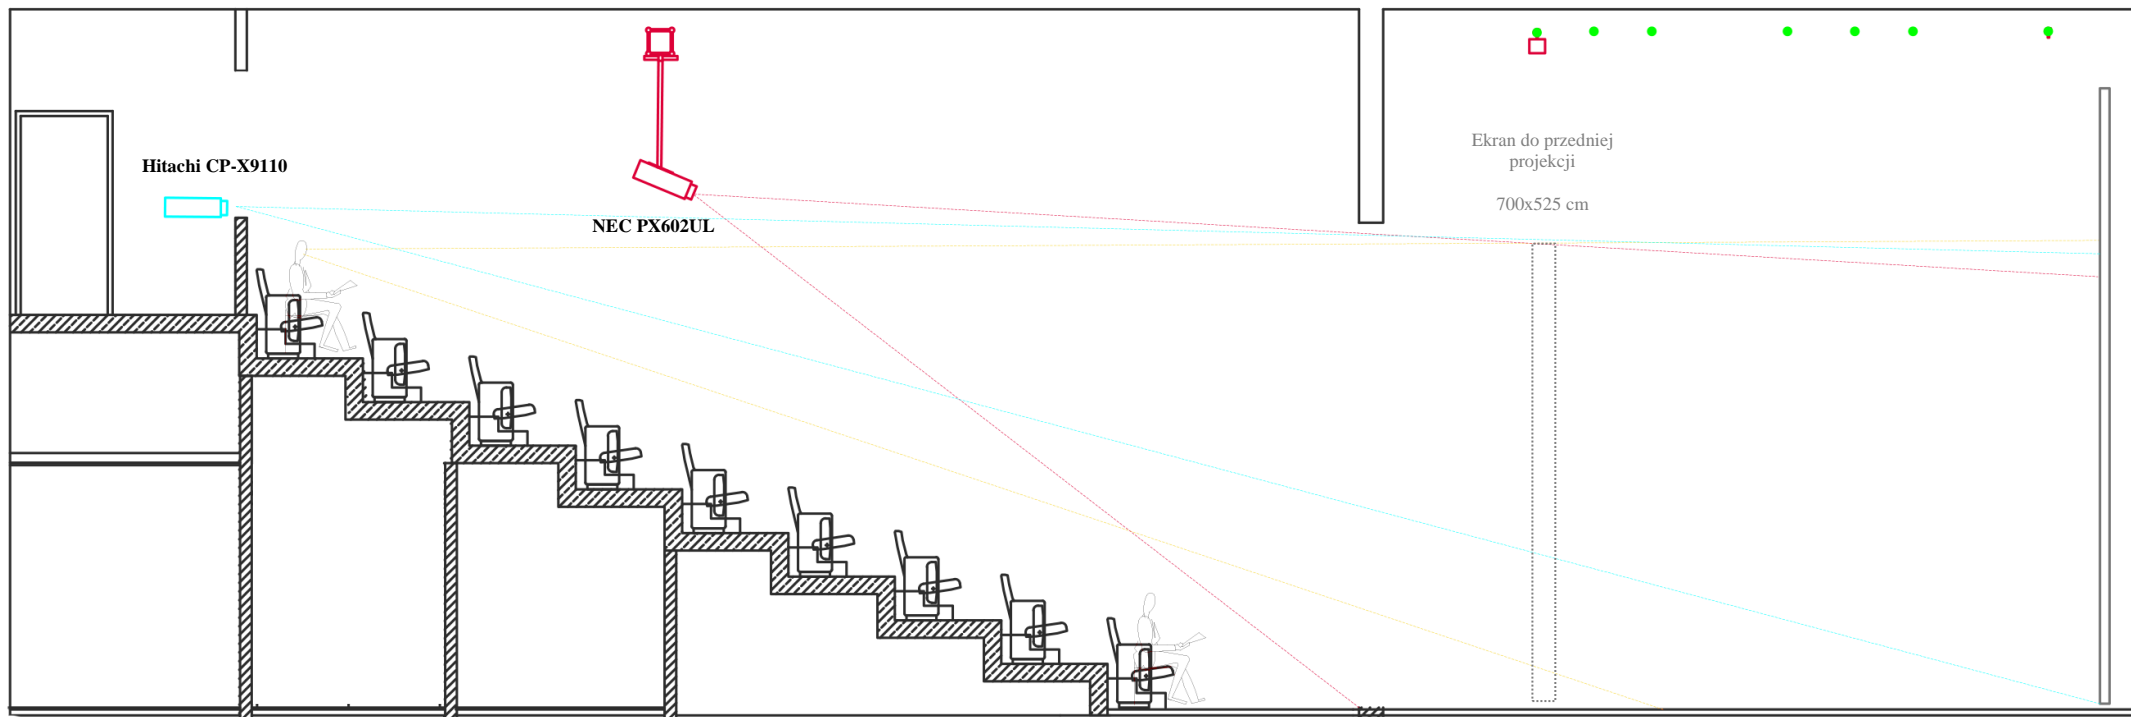 Hitachi CP-X9110
NEC PX602UL
Ekran do przedniej
projekcji
700x525 cm